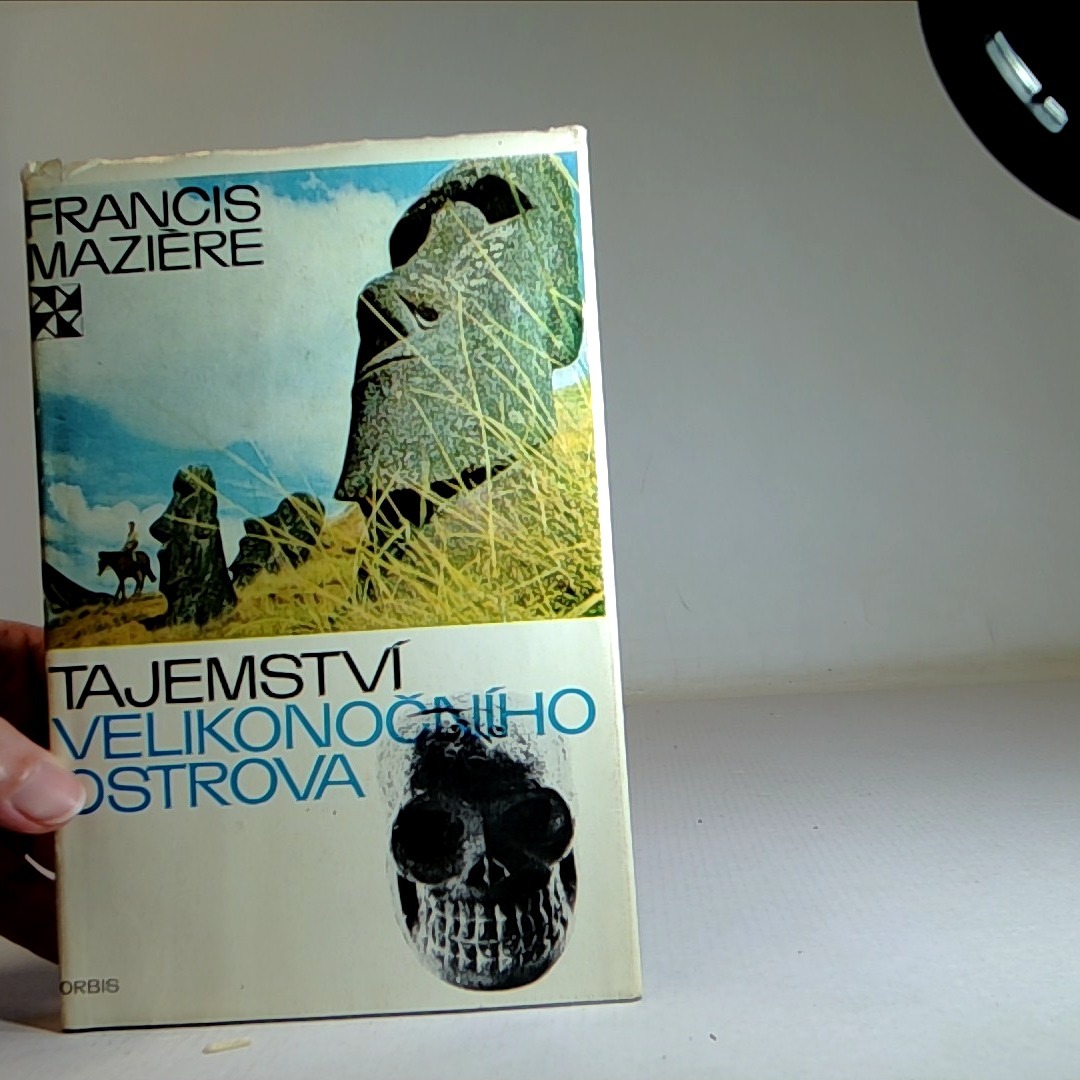 FRANCIS
MAZIÈRE
TAJEMSTVÍ
VELIKONOČNÍHO
OSTROVA
ORBIS